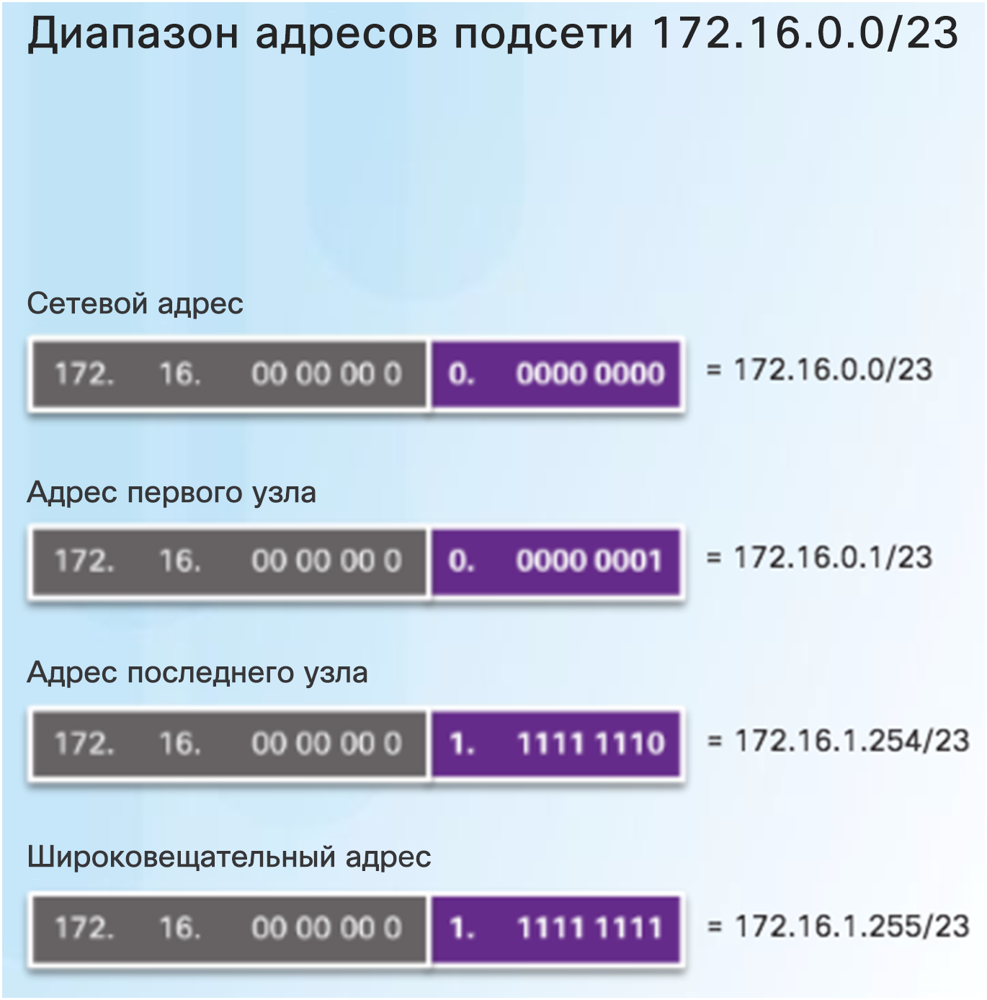 Диапазон адресов подсети 172.16.0.0/23
Сетевой адрес
172. 16. 00 00 00 0 0. 0000 0000 = 172.16.0.0/23
Адрес первого узла
172. 16. 00 00 00 0 0. 0000 0001 = 172.16.0.1/23
Адрес последнего узла
172. 16. 00 00 00 0 1. 1111 1110 = 172.16.1.254/23
Широковещательный адрес
172. 16. 00 00 00 0 1. 1111 1111 = 172.16.1.255/23